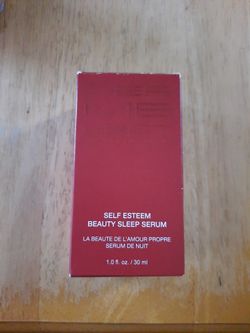 SELF ESTEEM
BEAUTY SLEEP SERUM
LA BEAUTE DE L'AMOUR PROPRE
SERUM DE NUIT
1.0 fl. oz. / 30 ml